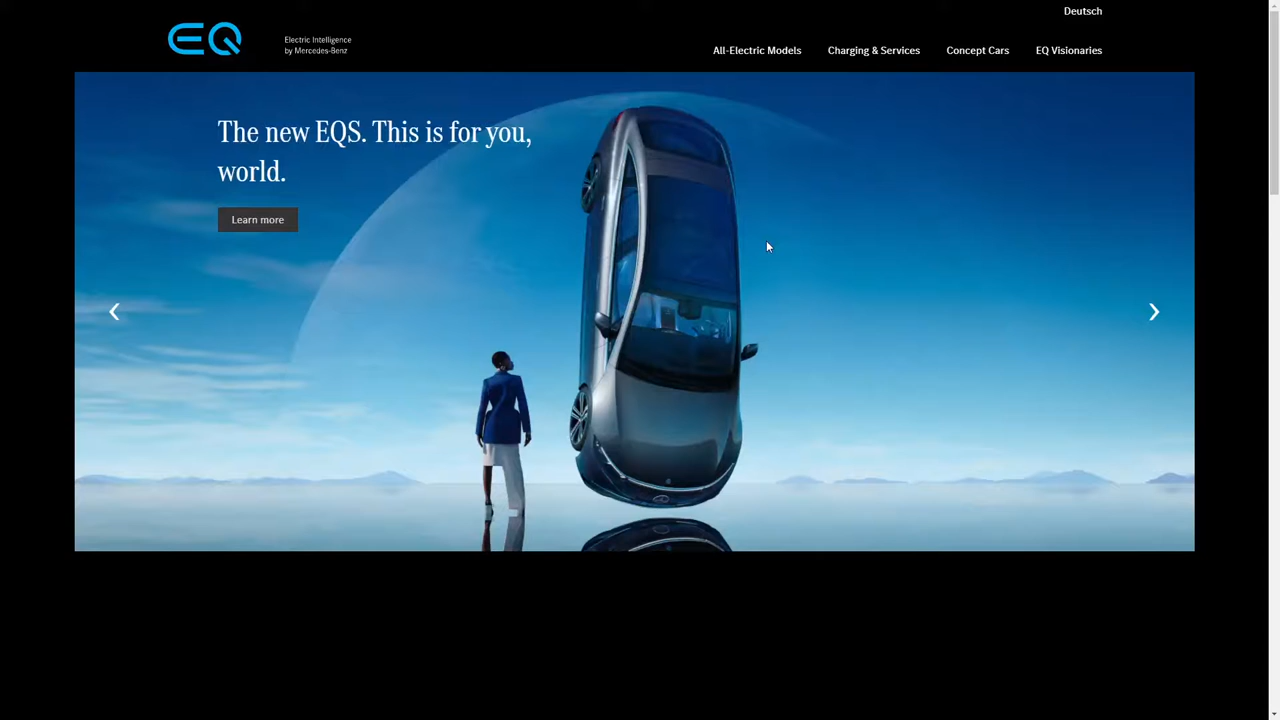 Deutsch
EQ
Electric Intelligence
by Mercedes-Benz
All-Electric Models
Charging & Services
Concept Cars
EQ Visionaries
The new EQS. This is for you,
world.
Learn more